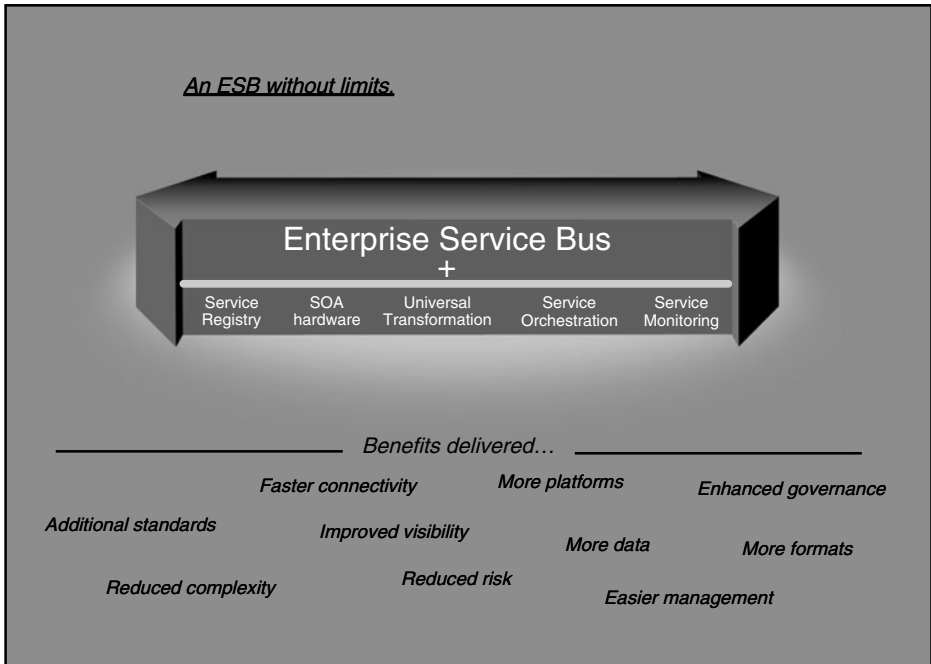 An ESB without limits.
Enterprise Service Bus
+
Service Registry
SOA hardware
Universal Transformation
Service Orchestration
Service Monitoring
Benefits delivered…
Faster connectivity
More platforms
Enhanced governance
Additional standards
Improved visibility
More data
More formats
Reduced complexity
Reduced risk
Easier management